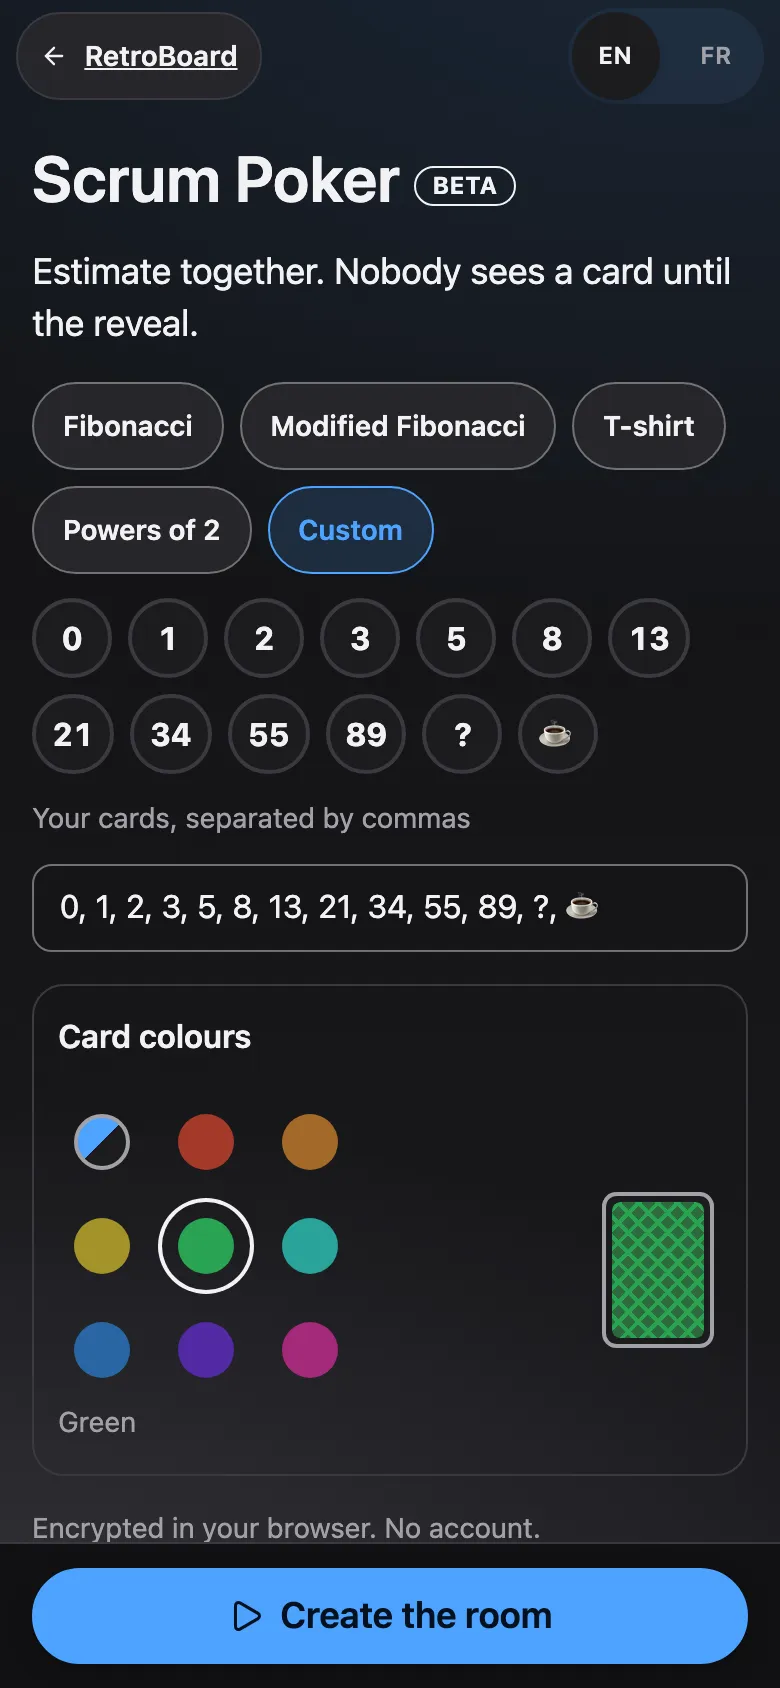 ← RetroBoard
EN FR
Scrum Poker BETA
Estimate together. Nobody sees a card until
the reveal.
Fibonacci Modified Fibonacci T-shirt
Powers of 2 Custom
0 1 2 3 5 8 13
21 34 55 89 ? ☕
Your cards, separated by commas
0, 1, 2, 3, 5, 8, 13, 21, 34, 55, 89, ?, ☕
Card colours
Green
Encrypted in your browser. No account.
Create the room